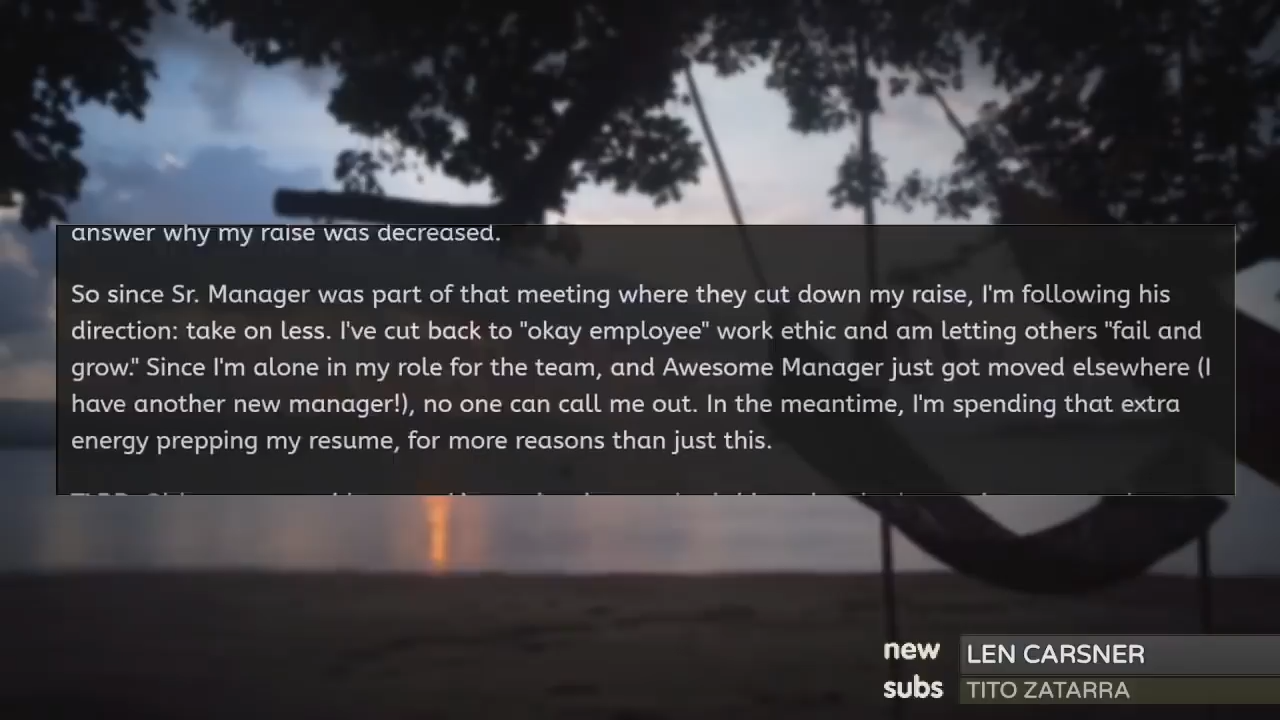 answer why my raise was decreased.
So since Sr. Manager was part of that meeting where they cut down my raise, I'm following his
direction: take on less. I've cut back to "okay employee" work ethic and am letting others "fail and
grow." Since I'm alone in my role for the team, and Awesome Manager just got moved elsewhere (I
have another new manager!), no one can call me out. In the meantime, I'm spending that extra
energy prepping my resume, for more reasons than just this.
new LEN CARSNER
subs TITO ZATARRA